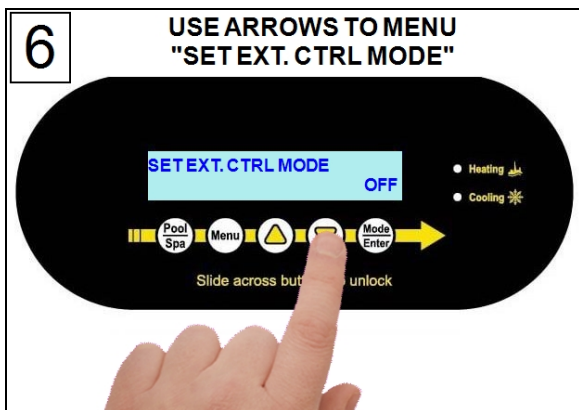 6
USE ARROWS TO MENU
"SET EXT. CTRL MODE"
SET EXT. CTRL MODE
OFF
Heating
Cooling
Pool
Spa
Menu
Mode
Enter
Slide across unlock